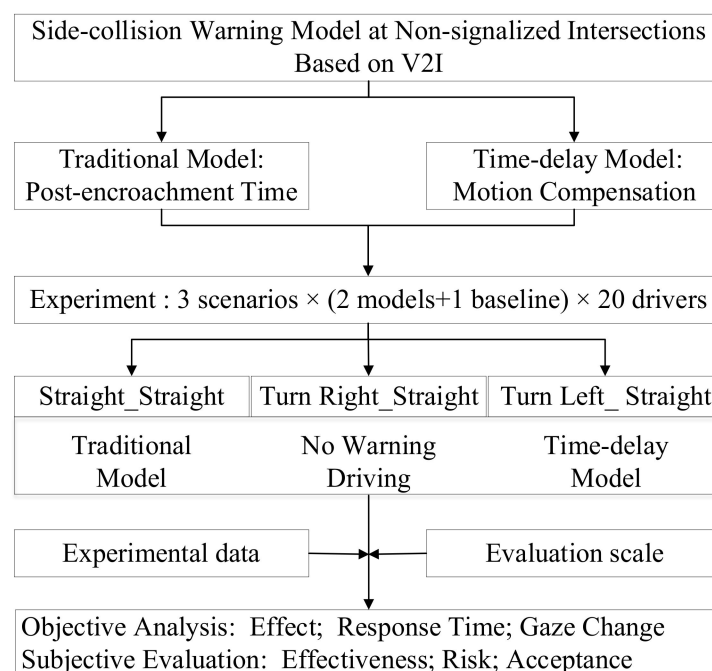 Side-collision Warning Model at Non-signalized Intersections
Based on V2I
Traditional Model:
Post-encroachment Time
Time-delay Model:
Motion Compensation
Experiment : 3 scenarios × (2 models+1 baseline) × 20 drivers
Straight_Straight
Turn Right_Straight
Turn Left_ Straight
Traditional
Model
No Warning
Driving
Time-delay
Model
Experimental data
Evaluation scale
Objective Analysis: Effect; Response Time; Gaze Change
Subjective Evaluation: Effectiveness; Risk; Acceptance